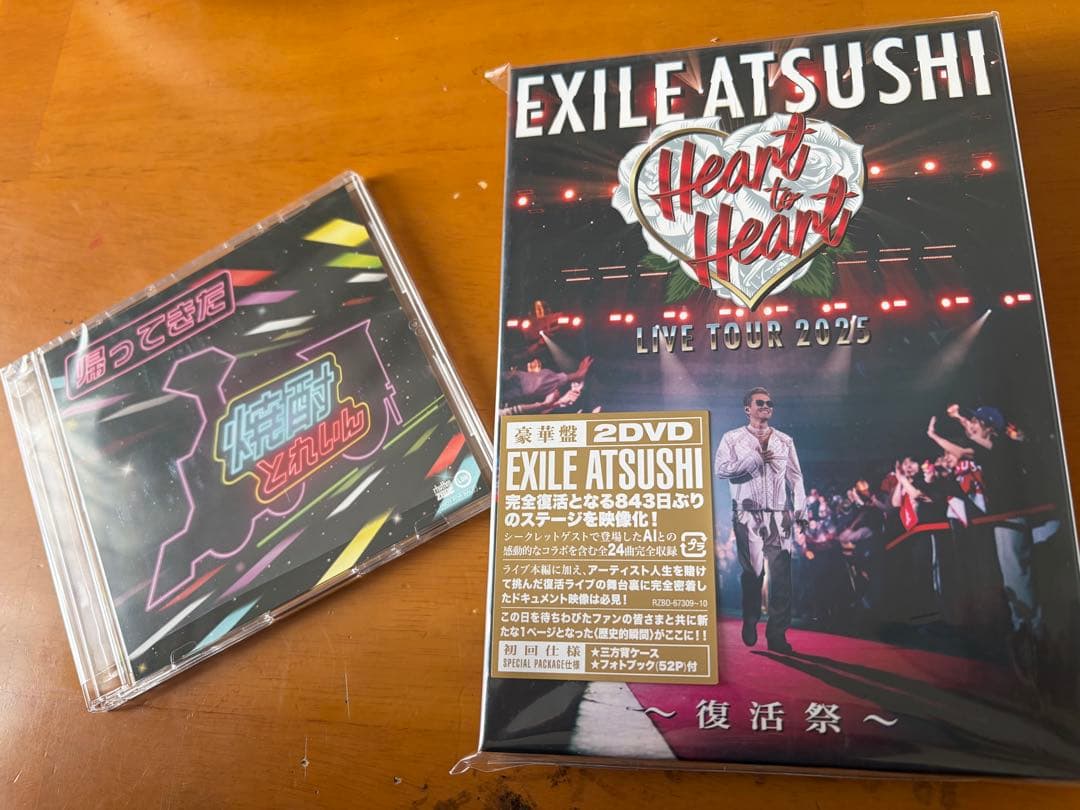 帰ってきた
焼酎
とれいん
rhythm
zone
EXILE ATSUSHI
Heart
to
Heart
LIVE TOUR 2025
豪華盤 2DVD
EXILE ATSUSHI
完全復活となる843日ぶり
のステージを映像化！
シークレットゲストで登場したAIとの
感動的なコラボを含む全24曲完全収録
プラ
ライブ本編に加え、アーティスト人生を賭け
て挑んだ復活ライブの舞台裏に完全密着し
たドキュメント映像は必見！
RZBD-67309~10
この日を待ちわびたファンの皆さまと共に新
たな1ページとなった〈歴史的瞬間〉がここに！！
初回仕様
SPECIAL PACKAGE仕様
★三方背ケース
★フォトブック(52P)付
～復活祭～